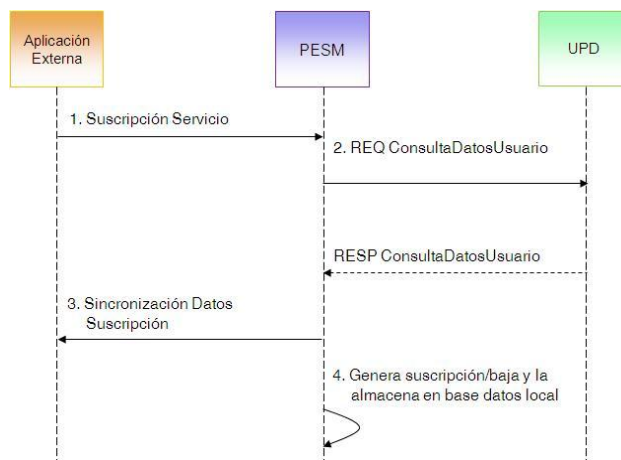 Aplicación
Externa
PESM
UPD
1. Suscripción Servicio
2. REQ ConsultaDatosUsuario
RESP ConsultaDatosUsuario
3. Sincronización Datos
Suscripción
4. Genera suscripción/baja y la
almacena en base datos local